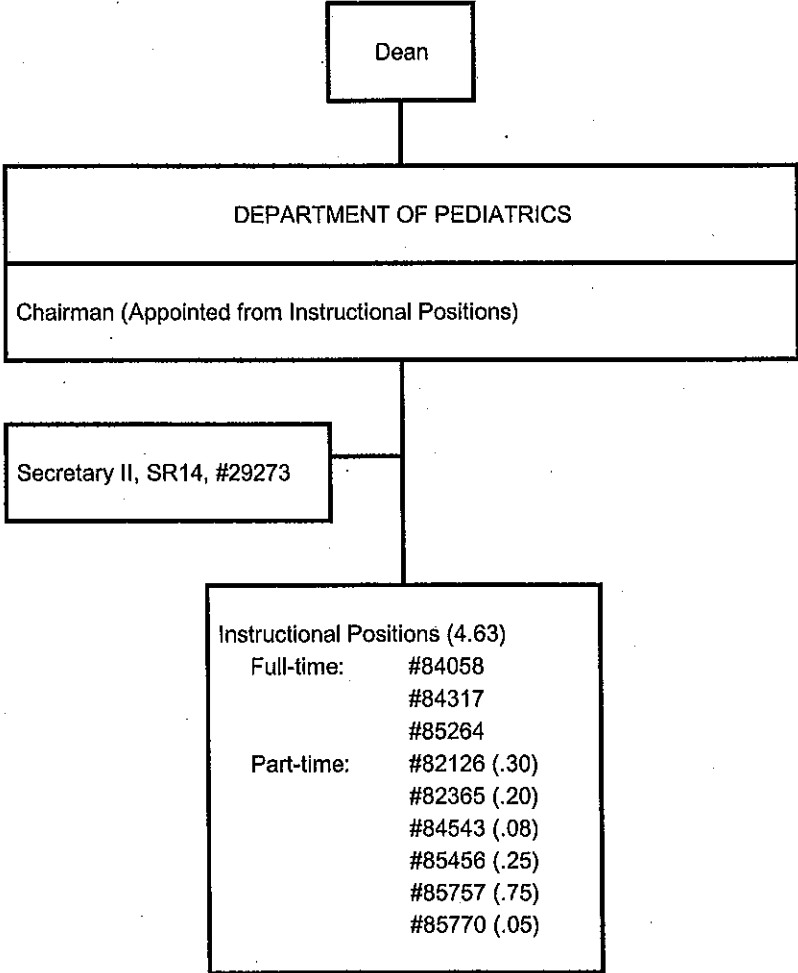 Dean
DEPARTMENT OF PEDIATRICS
Chairman (Appointed from Instructional Positions)
Secretary II, SR14, #29273
Instructional Positions (4.63)
Full-time: #84058
#84317
#85264
Part-time: #82126 (.30)
#82365 (.20)
#84543 (.08)
#85456 (.25)
#85757 (.75)
#85770 (.05)